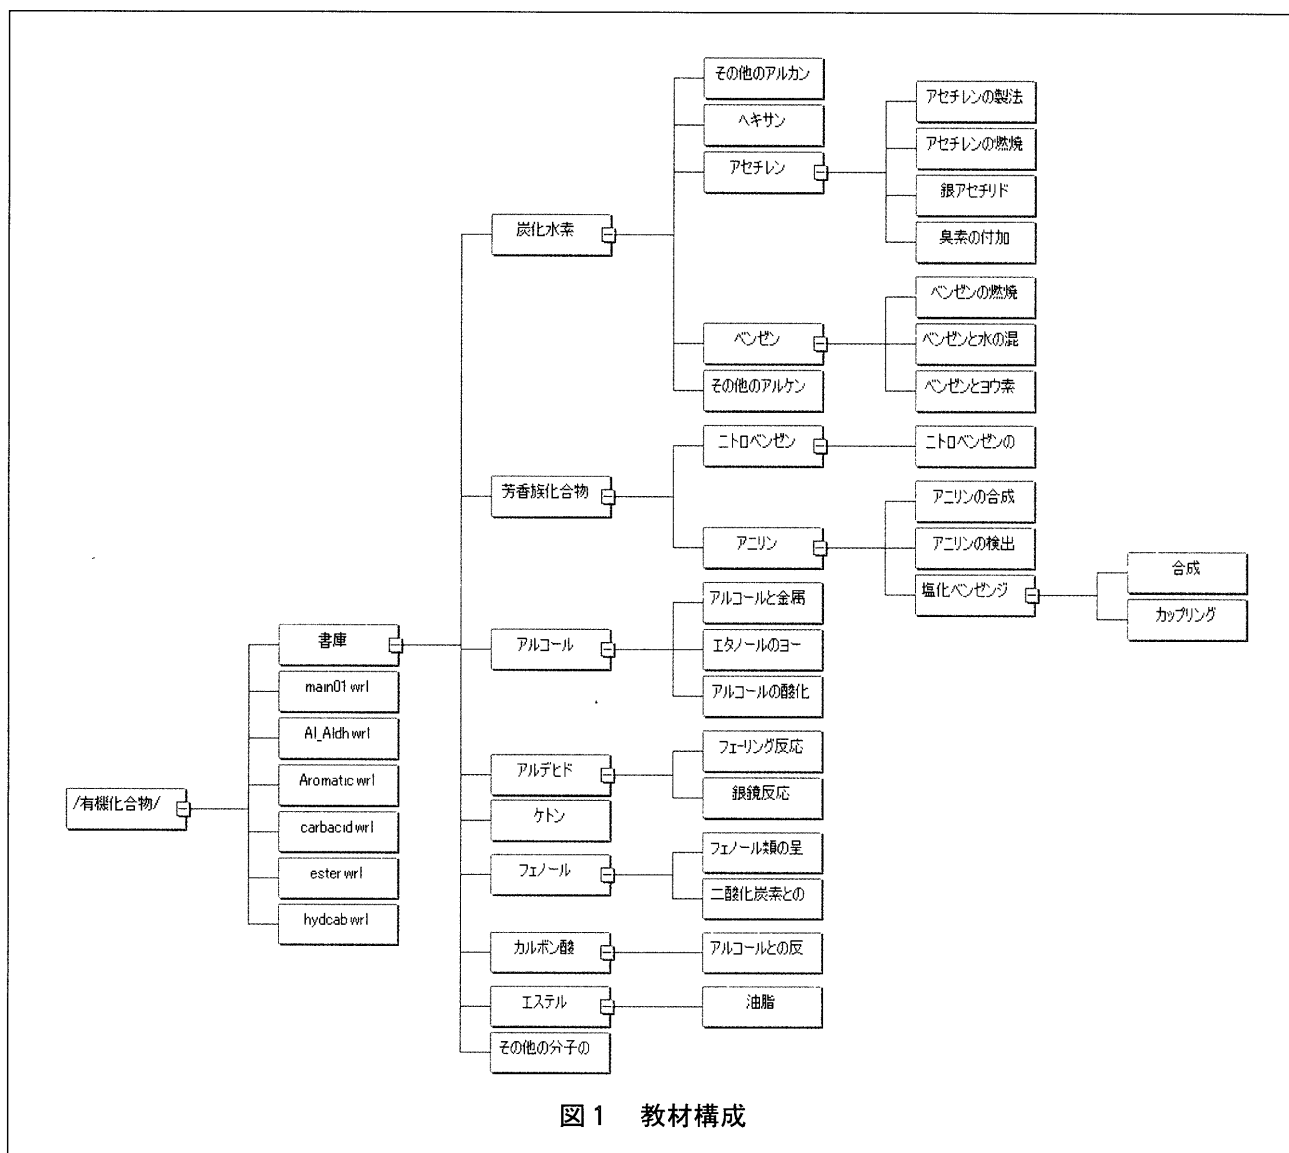 その他のアルカン
ヘキサン
アセチレン
アセチレンの製法
アセチレンの燃焼
銀アセチリド
臭素の付加
炭化水素
ベンゼン
ベンゼンの燃焼
ベンゼンと水の混
ベンゼンとヨウ素
その他のアルケン
芳香族化合物
ニトロベンゼン
ニトロベンゼンの
アニリン
アニリンの合成
アニリンの検出
塩化ベンゼンジ
合成
カップリング
書庫
アルコール
アルコールと金属
エタノールのヨー
アルコールの酸化
main01 wrl
Al_Aldh wrl
Aromatic wrl
carbacid wrl
ester wrl
hydcab wrl
/有機化合物/
アルデヒド
フェーリング反応
銀鏡反応
ケトン
フェノール
フェノール類の呈
二酸化炭素との
カルボン酸
アルコールとの反
エステル
油脂
その他の分子の
図1 教材構成